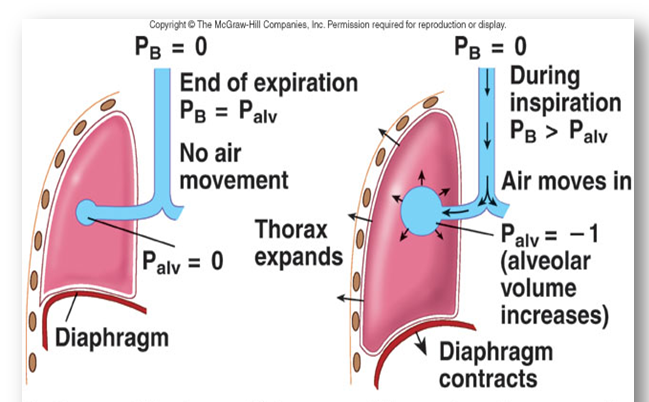 Copyright © The McGraw-Hill Companies, Inc. Permission required for reproduction or display.
PB = 0
End of expiration
PB = Palv
No air
movement
Palv = 0
Diaphragm
PB = 0
During
inspiration
PB > Palv
Air moves in
Thorax
expands
Palv = −1
(alveolar
volume
increases)
Diaphragm
contracts